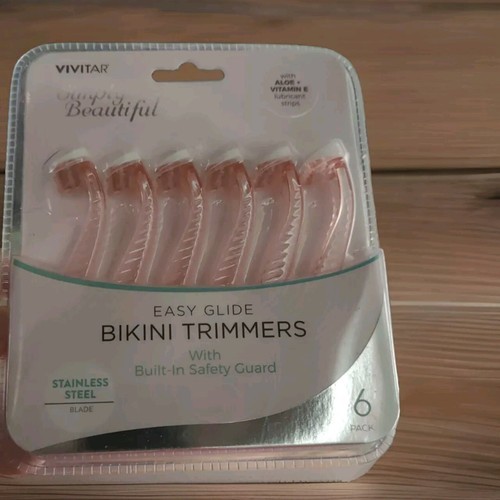 VIVITAR
Simply
Beautiful
with
ALOE +
VITAMIN E
lubricant
strips
EASY GLIDE
BIKINI TRIMMERS
With
Built-In Safety Guard
STAINLESS
STEEL
BLADE
6
PACK